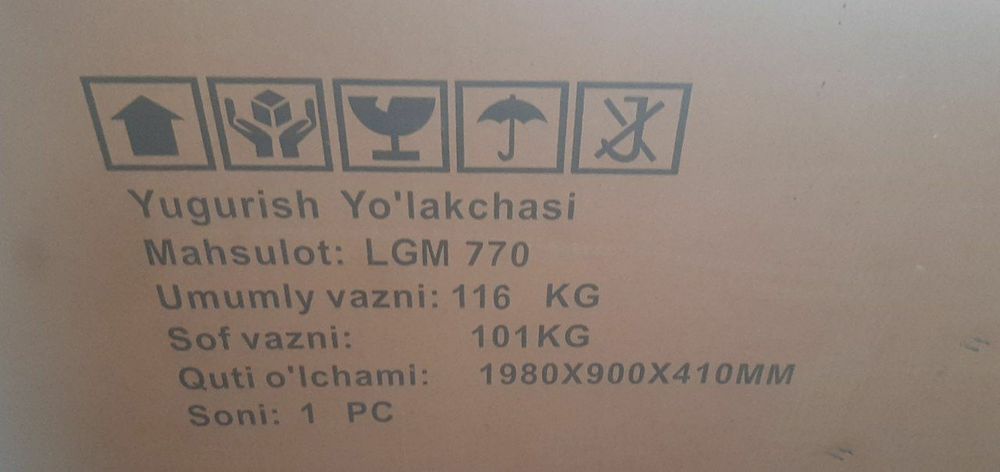 Yugurish Yo'lakchasi
Mahsulot: LGM 770
Umumly vazni: 116 KG
Sof vazni: 101KG
Quti o'lchami: 1980X900X410MM
Soni: 1 PC